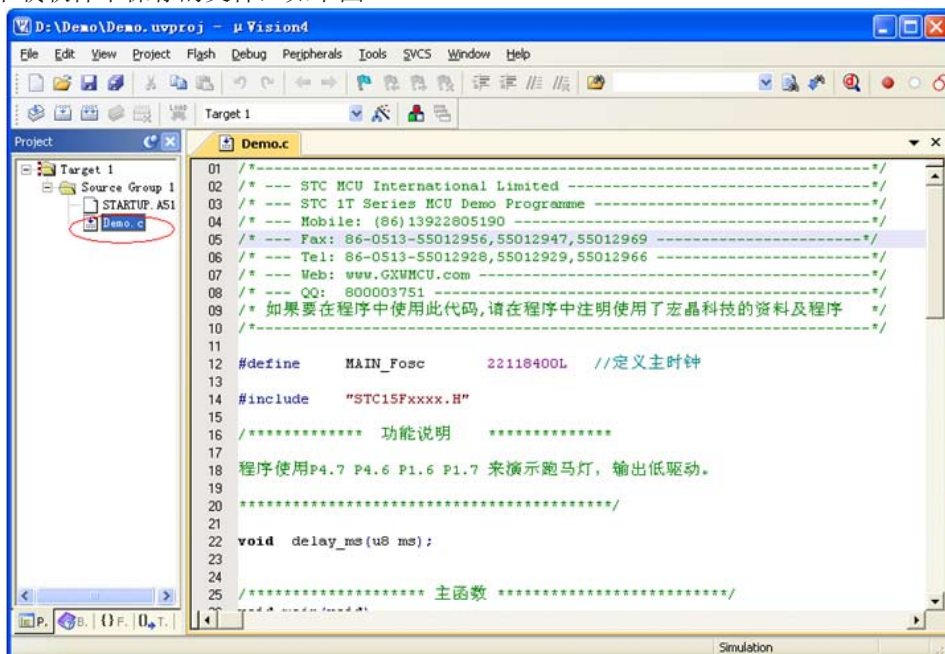 D:\Demo\Demo.uvproj - µVision4
File Edit View Project Flash Debug Peripherals Tools SVCS Window Help
Target 1
Project
Demo.c
Target 1
Source Group 1
STARTUP.A51
Demo.c
01 /*---------------------------------------------------------------------*/
02 /* --- STC MCU International Limited ----------------------------------*/
03 /* --- STC 1T Series MCU Demo Programme -------------------------------*/
04 /* --- Mobile: (86)13922805190 ----------------------------------------*/
05 /* --- Fax: 86-0513-55012956,55012947,55012969 ------------------------*/
06 /* --- Tel: 86-0513-55012928,55012929,55012966 ------------------------*/
07 /* --- Web: www.GXWMCU.com --------------------------------------------*/
08 /* --- QQ: 800003751 --------------------------------------------------*/
09 /* 如果要在程序中使用此代码,请在程序中注明使用了宏晶科技的资料及程序 */
10 /*---------------------------------------------------------------------*/
11
12 #define MAIN_Fosc 22118400L //定义主时钟
13
14 #include "STC15Fxxxx.H"
15
16 /************* 功能说明 **************
17
18 程序使用P4.7 P4.6 P1.6 P1.7 来演示跑马灯，输出低驱动。
19
20 ******************************************/
21
22 void delay_ms(u8 ms);
23
24
25 /******************** 主函数 **************************/
P. B. {} F. 0. T.
Simulation